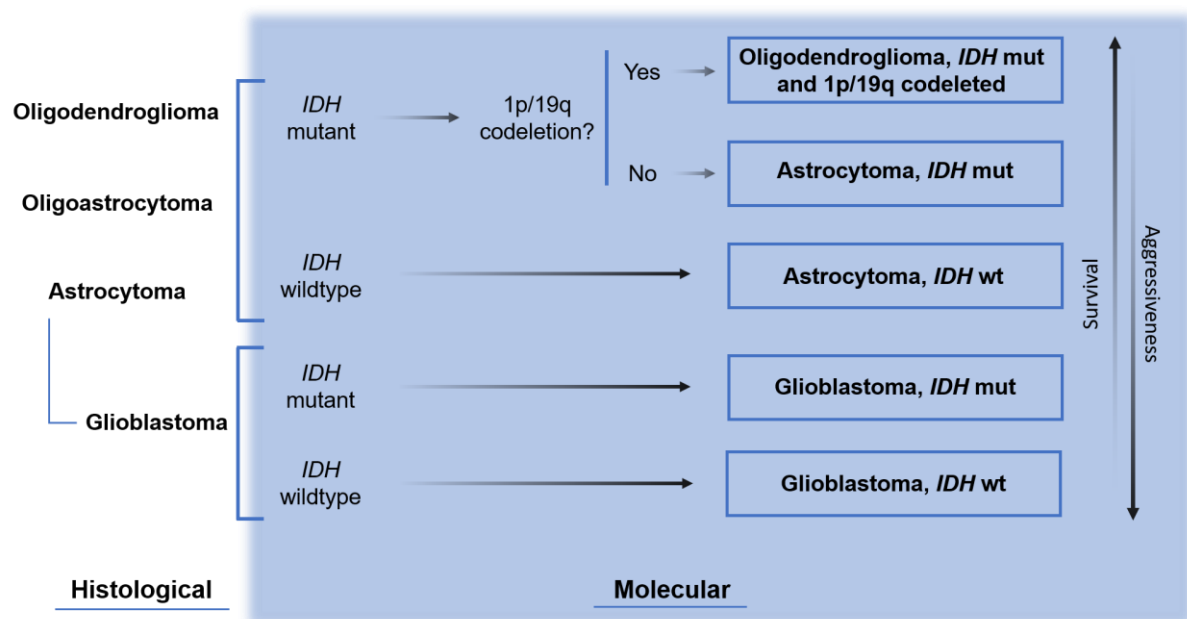 Oligodendroglioma
Oligoastrocytoma
Astrocytoma
Glioblastoma
IDH
mutant
1p/19q
codeletion?
Yes
No
Oligodendroglioma, IDH mut
and 1p/19q codeleted
Astrocytoma, IDH mut
IDH
wildtype
Astrocytoma, IDH wt
IDH
mutant
Glioblastoma, IDH mut
IDH
wildtype
Glioblastoma, IDH wt
Survival
Aggressiveness
Histological
Molecular